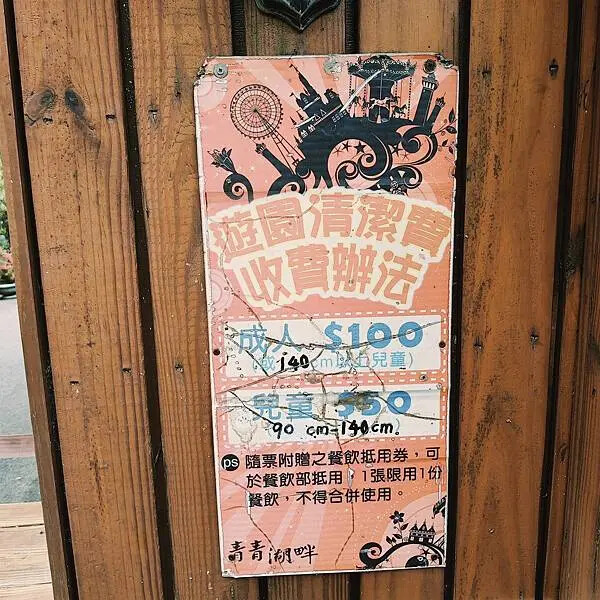 遊園清潔費
收費辦法
成人 $100
(或140cm以上兒童)
兒童 $50
90 cm-140cm
ps 隨票附贈之餐飲抵用券，可
於餐飲部抵用，1張限用1份
餐飲，不得合併使用。
青青湖畔